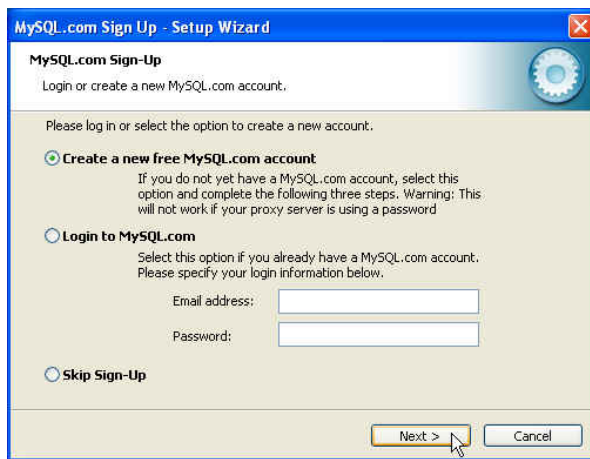 MySQL.com Sign Up - Setup Wizard
MySQL.com Sign-Up
Login or create a new MySQL.com account.
Please log in or select the option to create a new account.
Create a new free MySQL.com account
If you do not yet have a MySQL.com account, select this
option and complete the following three steps. Warning: This
will not work if your proxy server is using a password
Login to MySQL.com
Select this option if you already have a MySQL.com account.
Please specify your login information below.
Email address:
Password:
Skip Sign-Up
Next >
Cancel